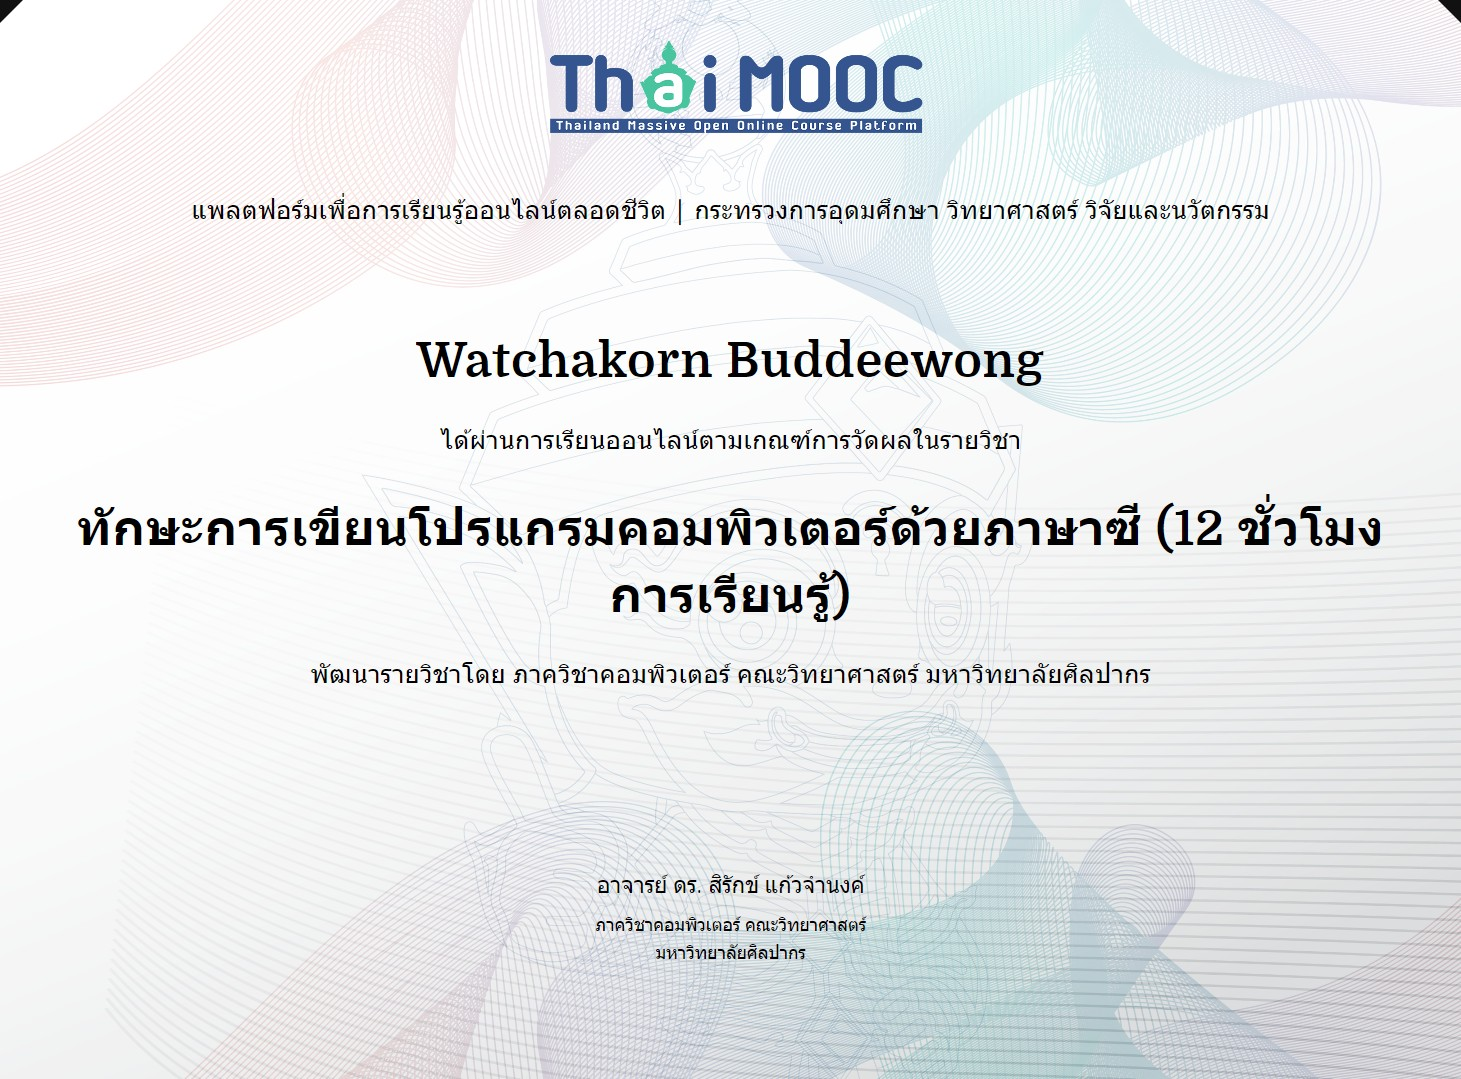 Thai MOOC
Thailand Massive Open Online Course Platform
แพลตฟอร์มเพื่อการเรียนรู้ออนไลน์ตลอดชีวิต | กระทรวงการอุดมศึกษา วิทยาศาสตร์ วิจัยและนวัตกรรม
Watchakorn Buddeewong
ได้ผ่านการเรียนออนไลน์ตามเกณฑ์การวัดผลในรายวิชา
ทักษะการเขียนโปรแกรมคอมพิวเตอร์ด้วยภาษาซี (12 ชั่วโมง
การเรียนรู้)
พัฒนารายวิชาโดย ภาควิชาคอมพิวเตอร์ คณะวิทยาศาสตร์ มหาวิทยาลัยศิลปากร
อาจารย์ ดร. สิรักข์ แก้วจำนงค์
ภาควิชาคอมพิวเตอร์ คณะวิทยาศาสตร์
มหาวิทยาลัยศิลปากร